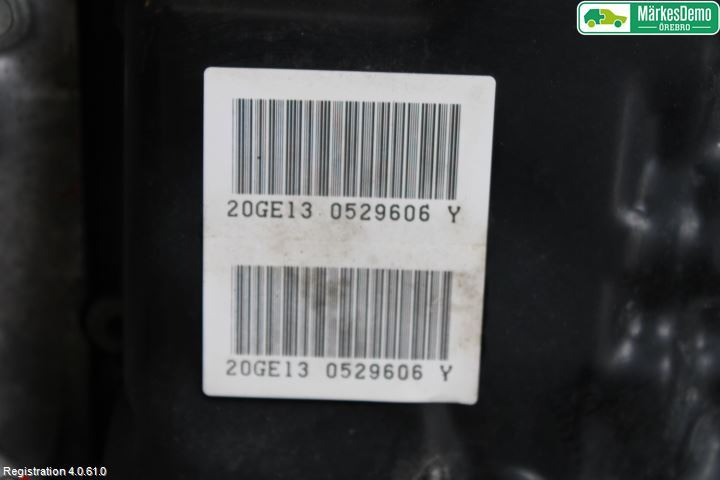 MärkesDemo
ÖREBRO
20GE13 0529606 Y
20GE13 0529606 Y
Registration 4.0.61.0